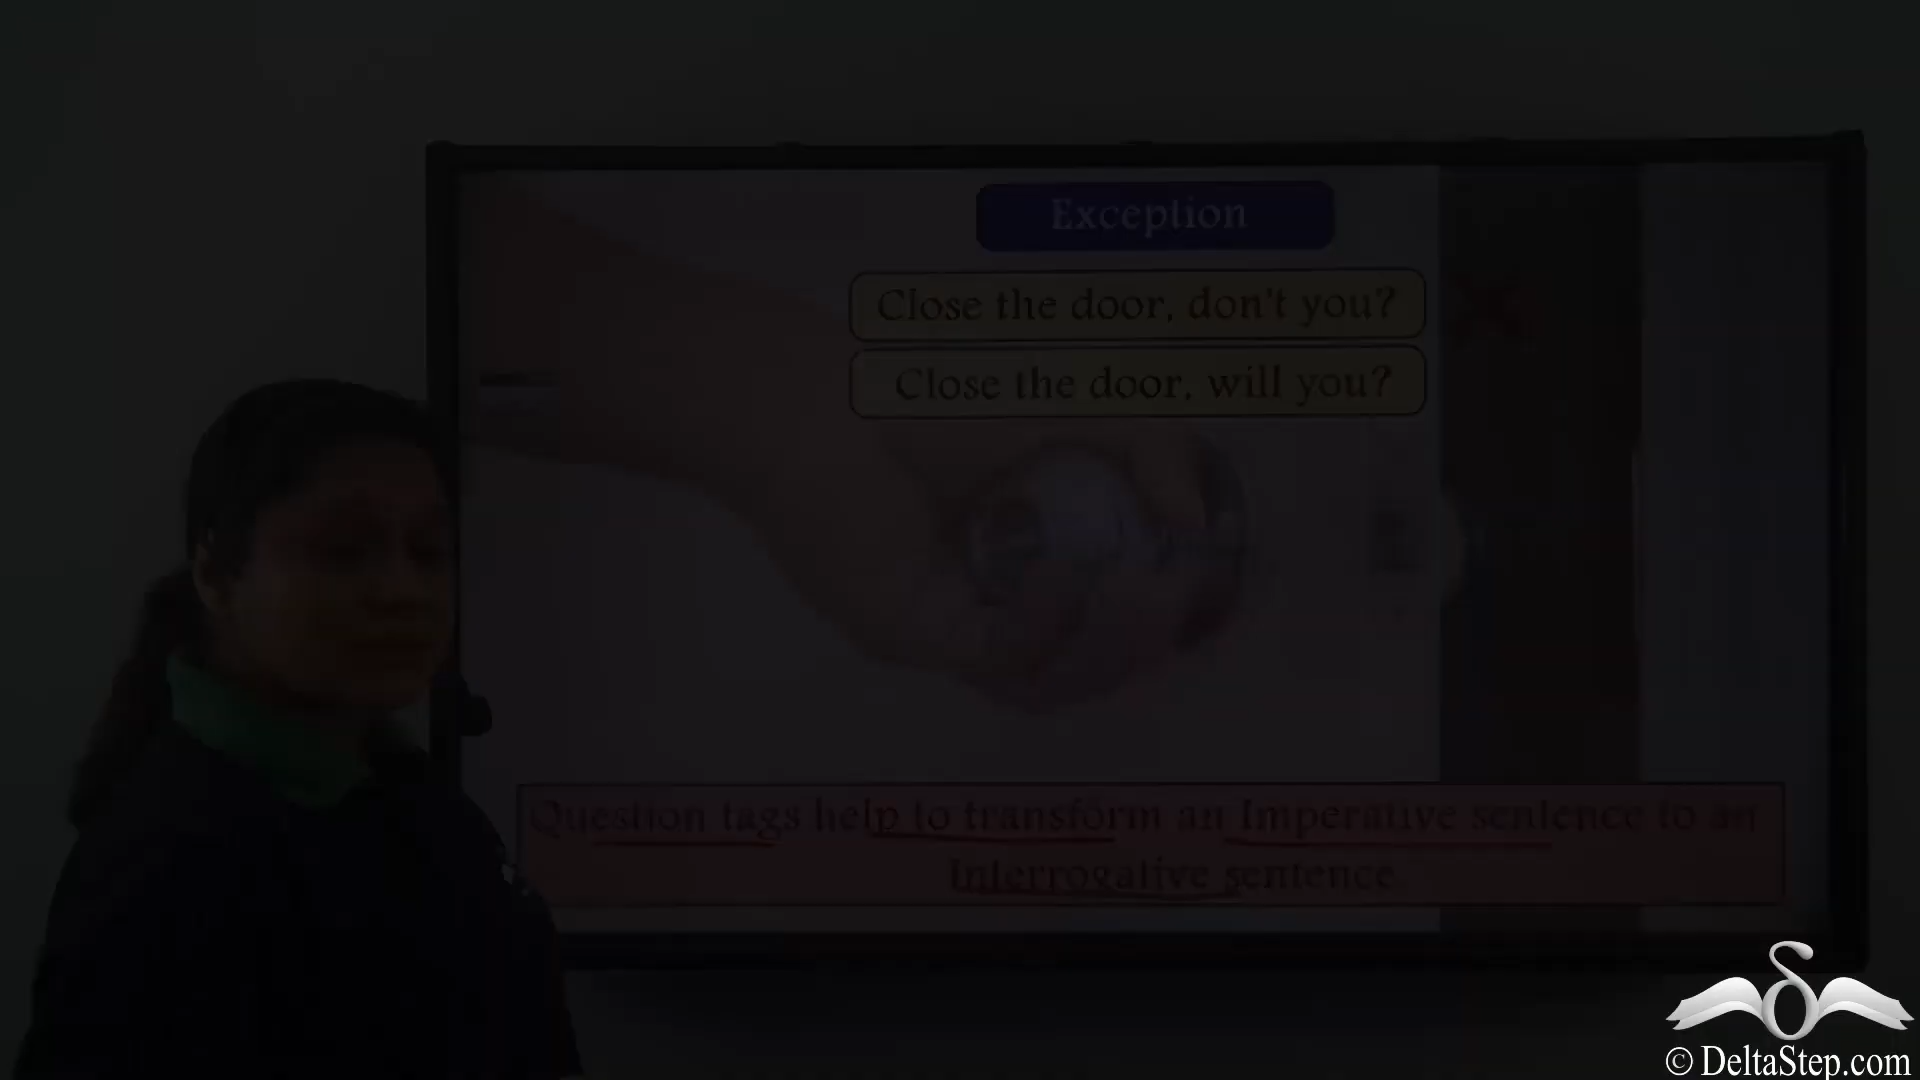 Exception
Close the door, don't you?
Close the door, will you?
Question tags help to transform an Imperative sentence to an
Interrogative sentence
© DeltaStep.com